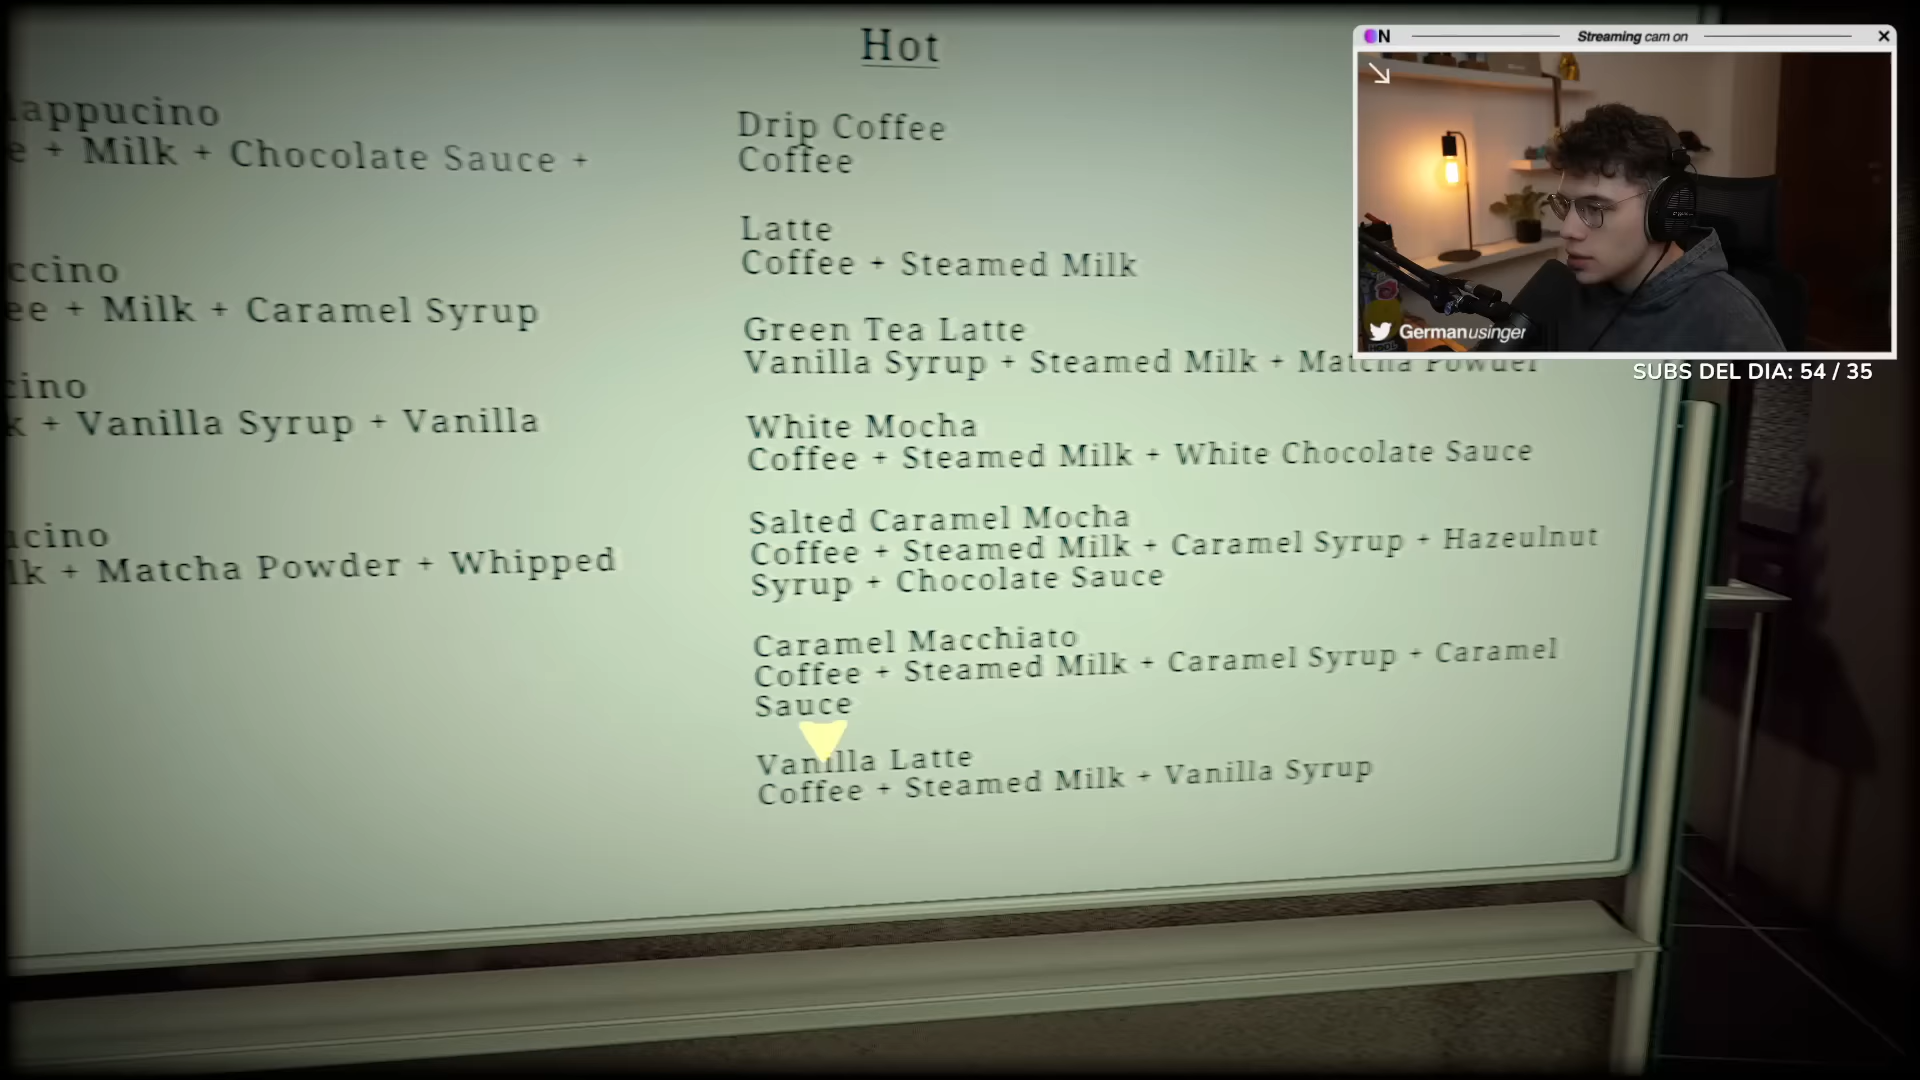 Hot
appucino
+ Milk + Chocolate Sauce +
ccino
ee + Milk + Caramel Syrup
cino
+ Vanilla Syrup + Vanilla
cino
lk + Matcha Powder + Whipped
Drip Coffee
Coffee
Latte
Coffee + Steamed Milk
Green Tea Latte
Vanilla Syrup + Steamed Milk + Matcha Powder
White Mocha
Coffee + Steamed Milk + White Chocolate Sauce
Salted Caramel Mocha
Coffee + Steamed Milk + Caramel Syrup + Hazeulnut
Syrup + Chocolate Sauce
Caramel Macchiato
Coffee + Steamed Milk + Caramel Syrup + Caramel
Sauce
Vanilla Latte
Coffee + Steamed Milk + Vanilla Syrup
N
Streaming cam on
Germanusinger
SUBS DEL DIA: 54 / 35